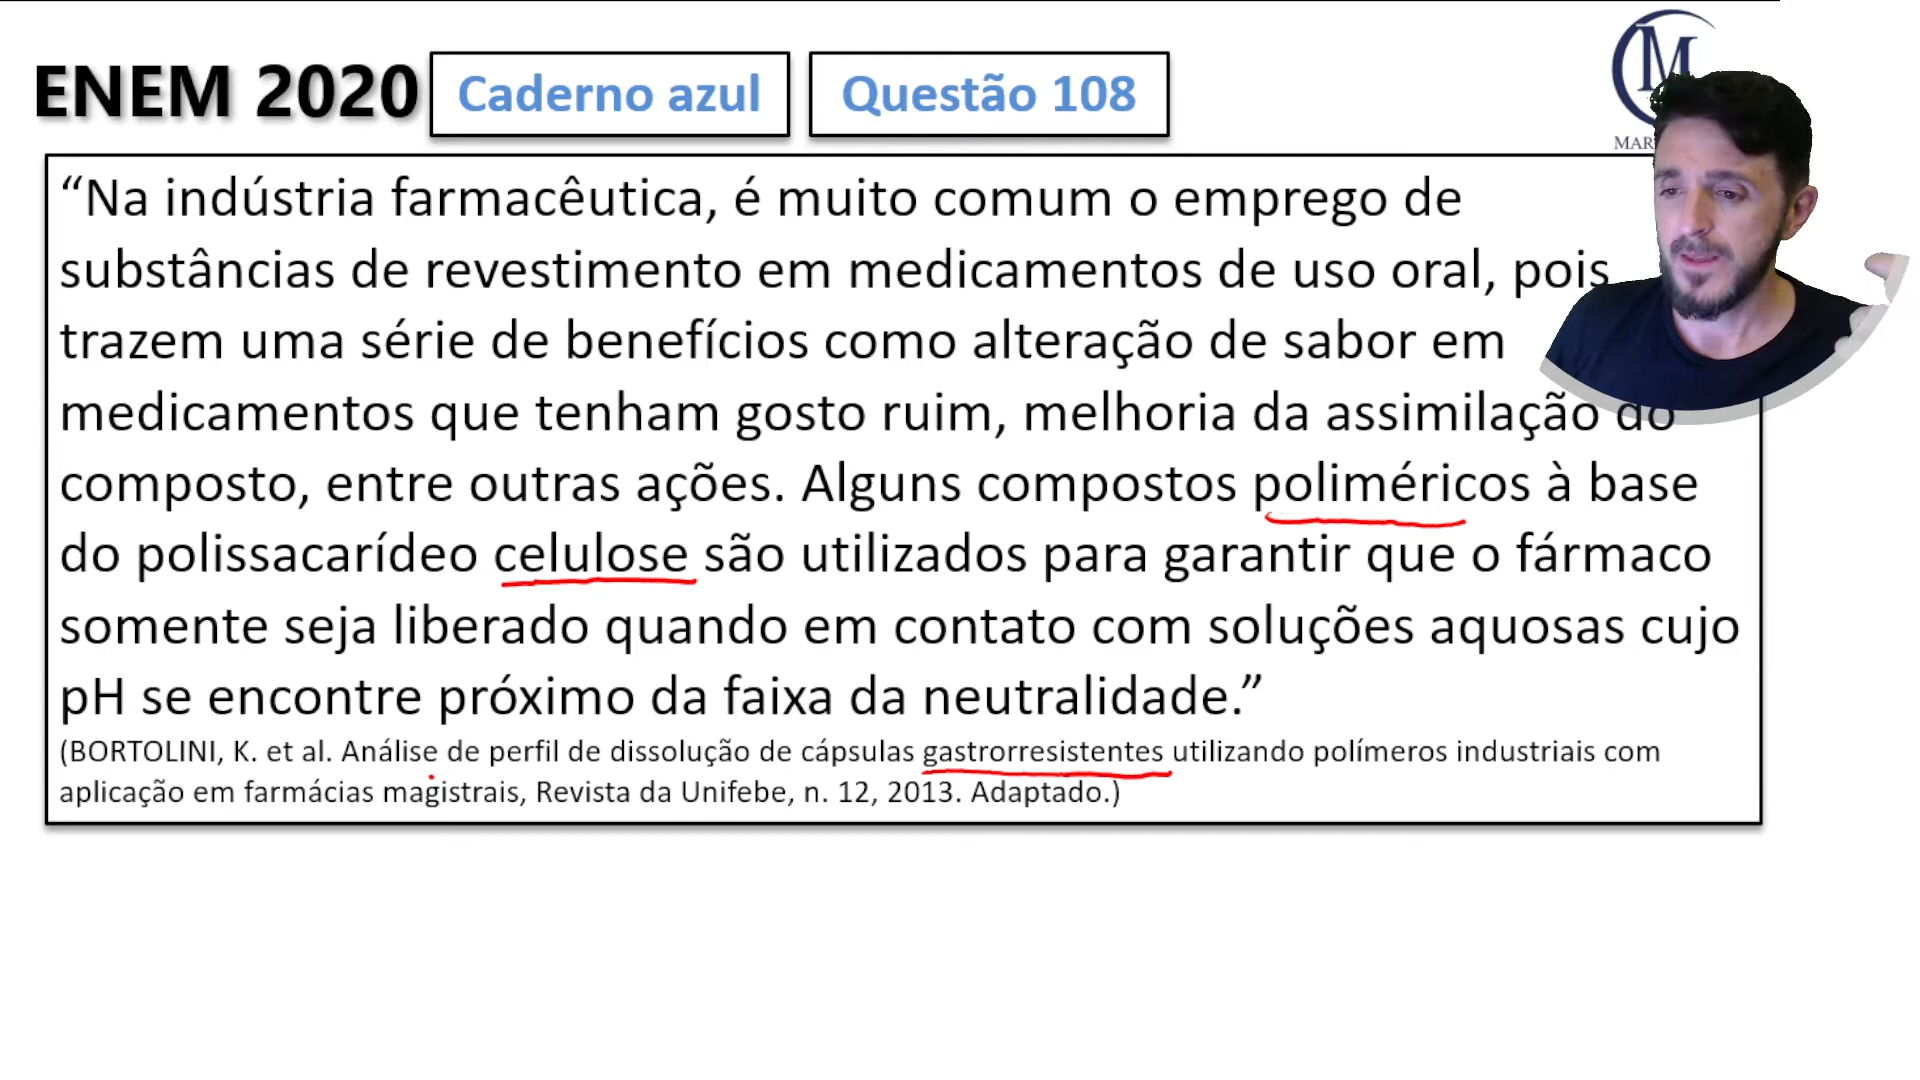 ENEM 2020 Caderno azul Questão 108
M
MAR
“Na indústria farmacêutica, é muito comum o emprego de
substâncias de revestimento em medicamentos de uso oral, pois
trazem uma série de benefícios como alteração de sabor em
medicamentos que tenham gosto ruim, melhoria da assimilação do
composto, entre outras ações. Alguns compostos poliméricos à base
do polissacarídeo celulose são utilizados para garantir que o fármaco
somente seja liberado quando em contato com soluções aquosas cujo
pH se encontre próximo da faixa da neutralidade.”
(BORTOLINI, K. et al. Análise de perfil de dissolução de cápsulas gastrorresistentes utilizando polímeros industriais com
aplicação em farmácias magistrais, Revista da Unifebe, n. 12, 2013. Adaptado.)